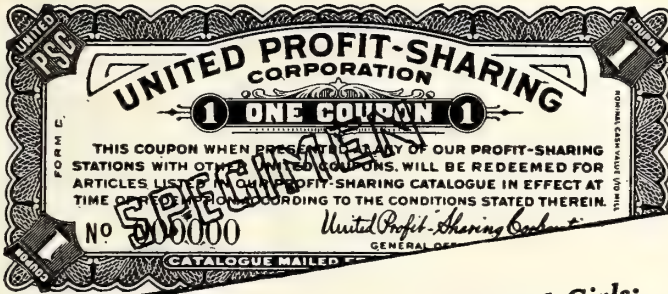 UNITED
PSC
COUPON
1
UNITED PROFIT-SHARING
CORPORATION
1 ONE COUPON 1
FORM E.
NOMINAL CASH VALUE 1/10 MILL
THIS COUPON WHEN PRESENTED AT ANY OF OUR PROFIT-SHARING
STATIONS WITH OTHER UNITED COUPONS, WILL BE REDEEMED FOR
ARTICLES LISTED IN OUR PROFIT-SHARING CATALOGUE IN EFFECT AT
TIME OF REDEMPTION ACCORDING TO THE CONDITIONS STATED THEREIN.
SPECIMEN
Nº 000000
United Profit-Sharing
GENERAL
CATALOGUE MAILED
1
COUPON
Girls: